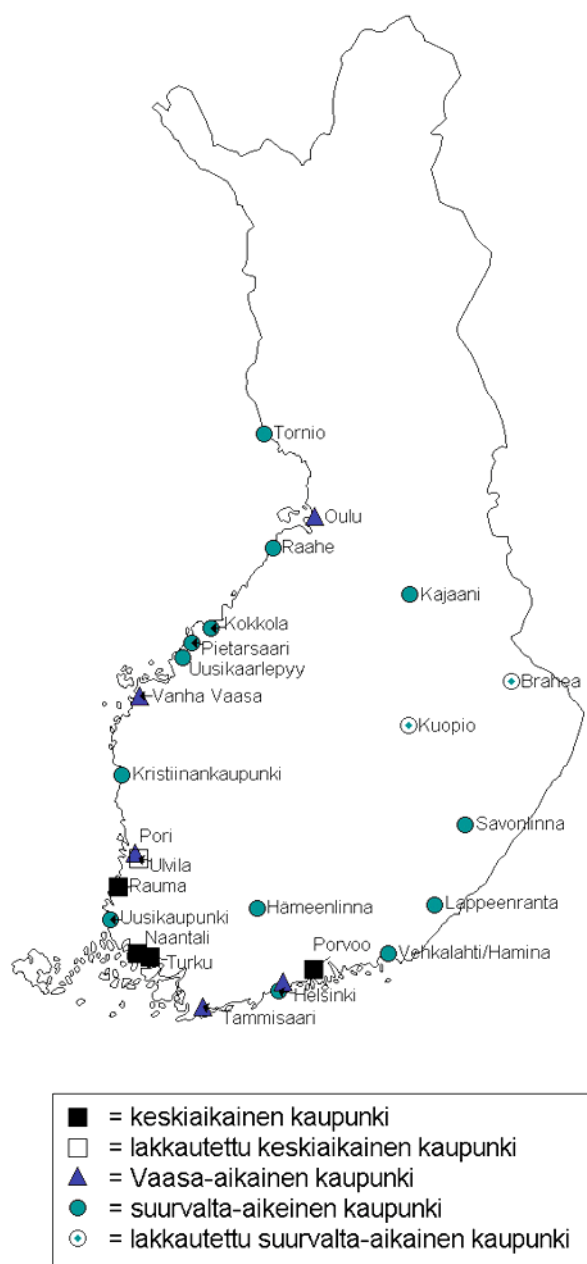 Tornio
Oulu
Raahe
Kajaani
Kokkola
Pietarsaari
Uusikaarlepyy
Brahea
Vanha Vaasa
Kuopio
Kristiinankaupunki
Savonlinna
Pori
Ulvila
Rauma
Hämeenlinna
Lappeenranta
Uusikaupunki
Naantali
Porvoo
Vehkalahti/Hamina
Turku
Helsinki
Tammisaari
= keskiaikainen kaupunki
= lakkautettu keskiaikainen kaupunki
= Vaasa-aikainen kaupunki
= suurvalta-aikeinen kaupunki
= lakkautettu suurvalta-aikainen kaupunki